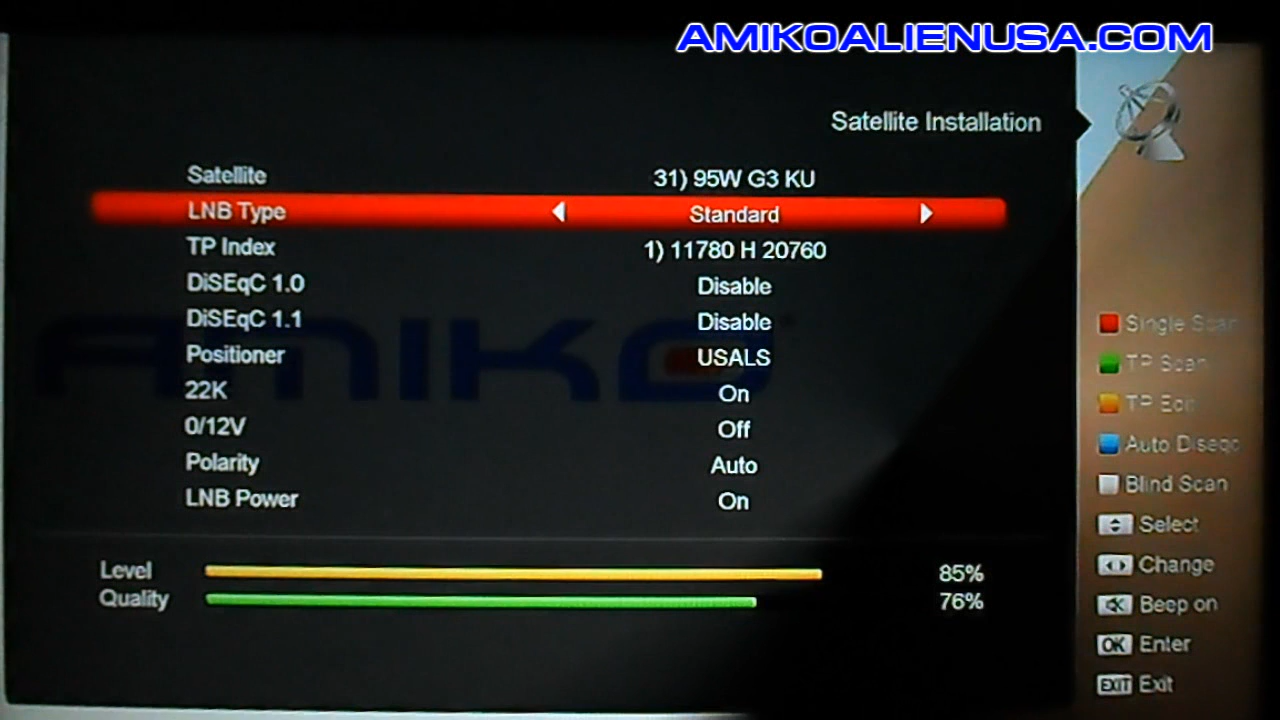 AMIKOALIENUSA.COM
Satellite Installation
Satellite 31) 95W G3 KU
LNB Type Standard
TP Index 1) 11780 H 20760
DiSEqC 1.0 Disable
DiSEqC 1.1 Disable
Positioner USALS
22K On
0/12V Off
Polarity Auto
LNB Power On
AMIKO
Level 85%
Quality 76%
Single Scan
TP Scan
TP Edit
Auto Diseqc
Blind Scan
Select
Change
Beep on
OK Enter
EXIT Exit